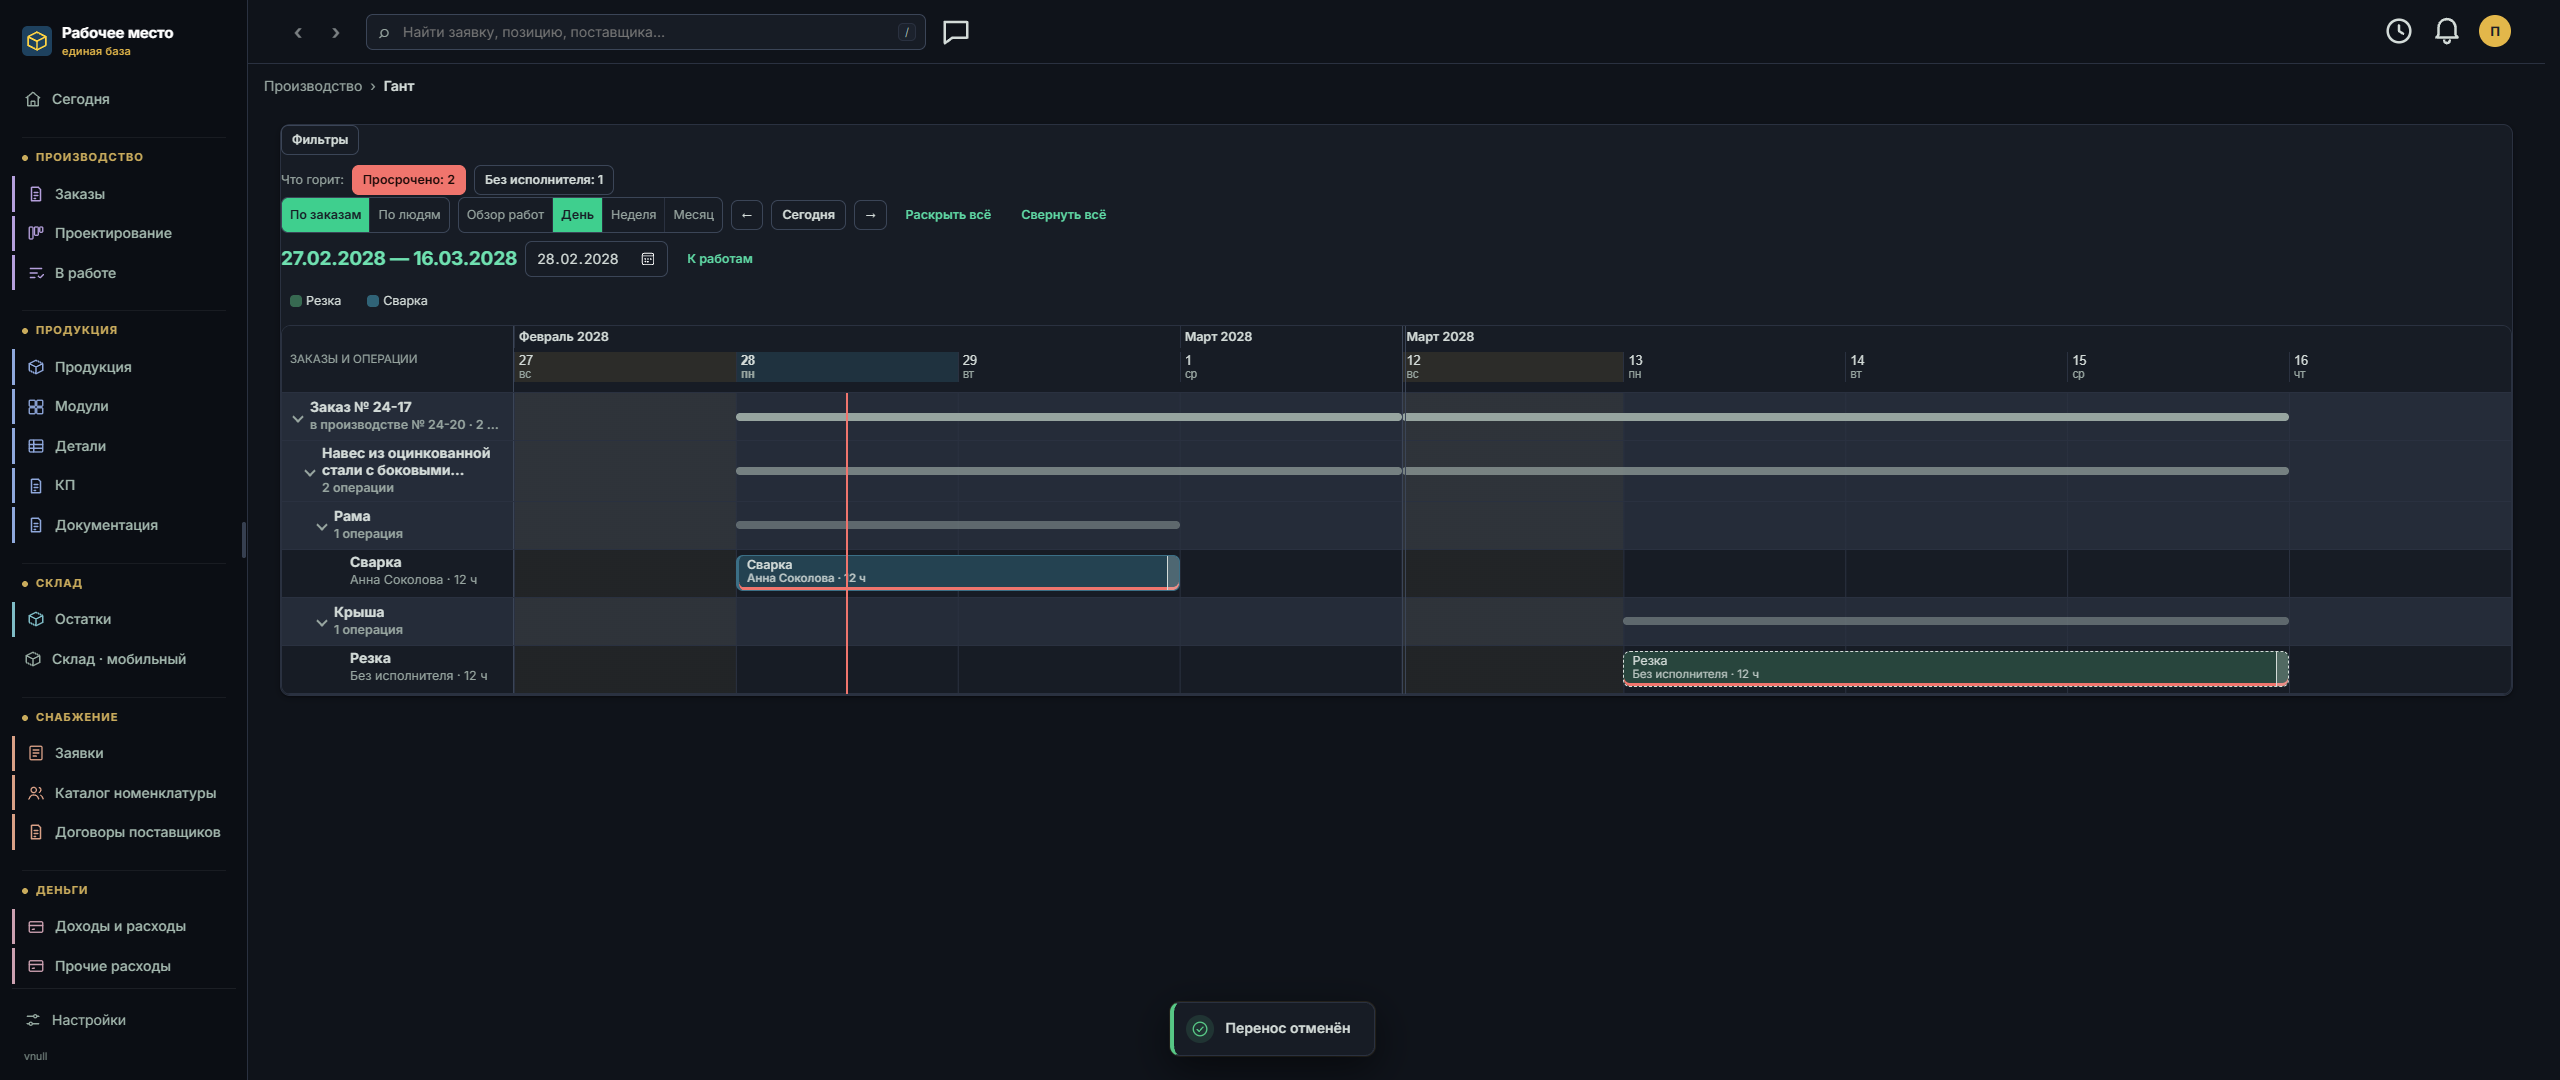 Рабочее место
единая база
Найти заявку, позицию, поставщика...
/
П
Сегодня
Производство › Гант
ПРОИЗВОДСТВО
Заказы
Проектирование
В работе
ПРОДУКЦИЯ
Продукция
Модули
Детали
КП
Документация
СКЛАД
Остатки
Склад · мобильный
СНАБЖЕНИЕ
Заявки
Каталог номенклатуры
Договоры поставщиков
ДЕНЬГИ
Доходы и расходы
Прочие расходы
Настройки
vnull
Фильтры
Что горит: Просрочено: 2 Без исполнителя: 1
По заказам По людям Обзор работ День Неделя Месяц ← Сегодня → Раскрыть всё Свернуть всё
27.02.2028 — 16.03.2028 28.02.2028 К работам
Резка Сварка
ЗАКАЗЫ И ОПЕРАЦИИ
Февраль 2028 Март 2028 Март 2028
27 28 29 1 12 13 14 15 16
вс пн вт ср вс пн вт ср чт
Заказ № 24-17
в производстве № 24-20 · 2 ...
Навес из оцинкованной
стали с боковыми...
2 операции
Рама
1 операция
Сварка
Анна Соколова · 12 ч
Сварка
Анна Соколова · 12 ч
Крыша
1 операция
Резка
Без исполнителя · 12 ч
Резка
Без исполнителя · 12 ч
Перенос отменён